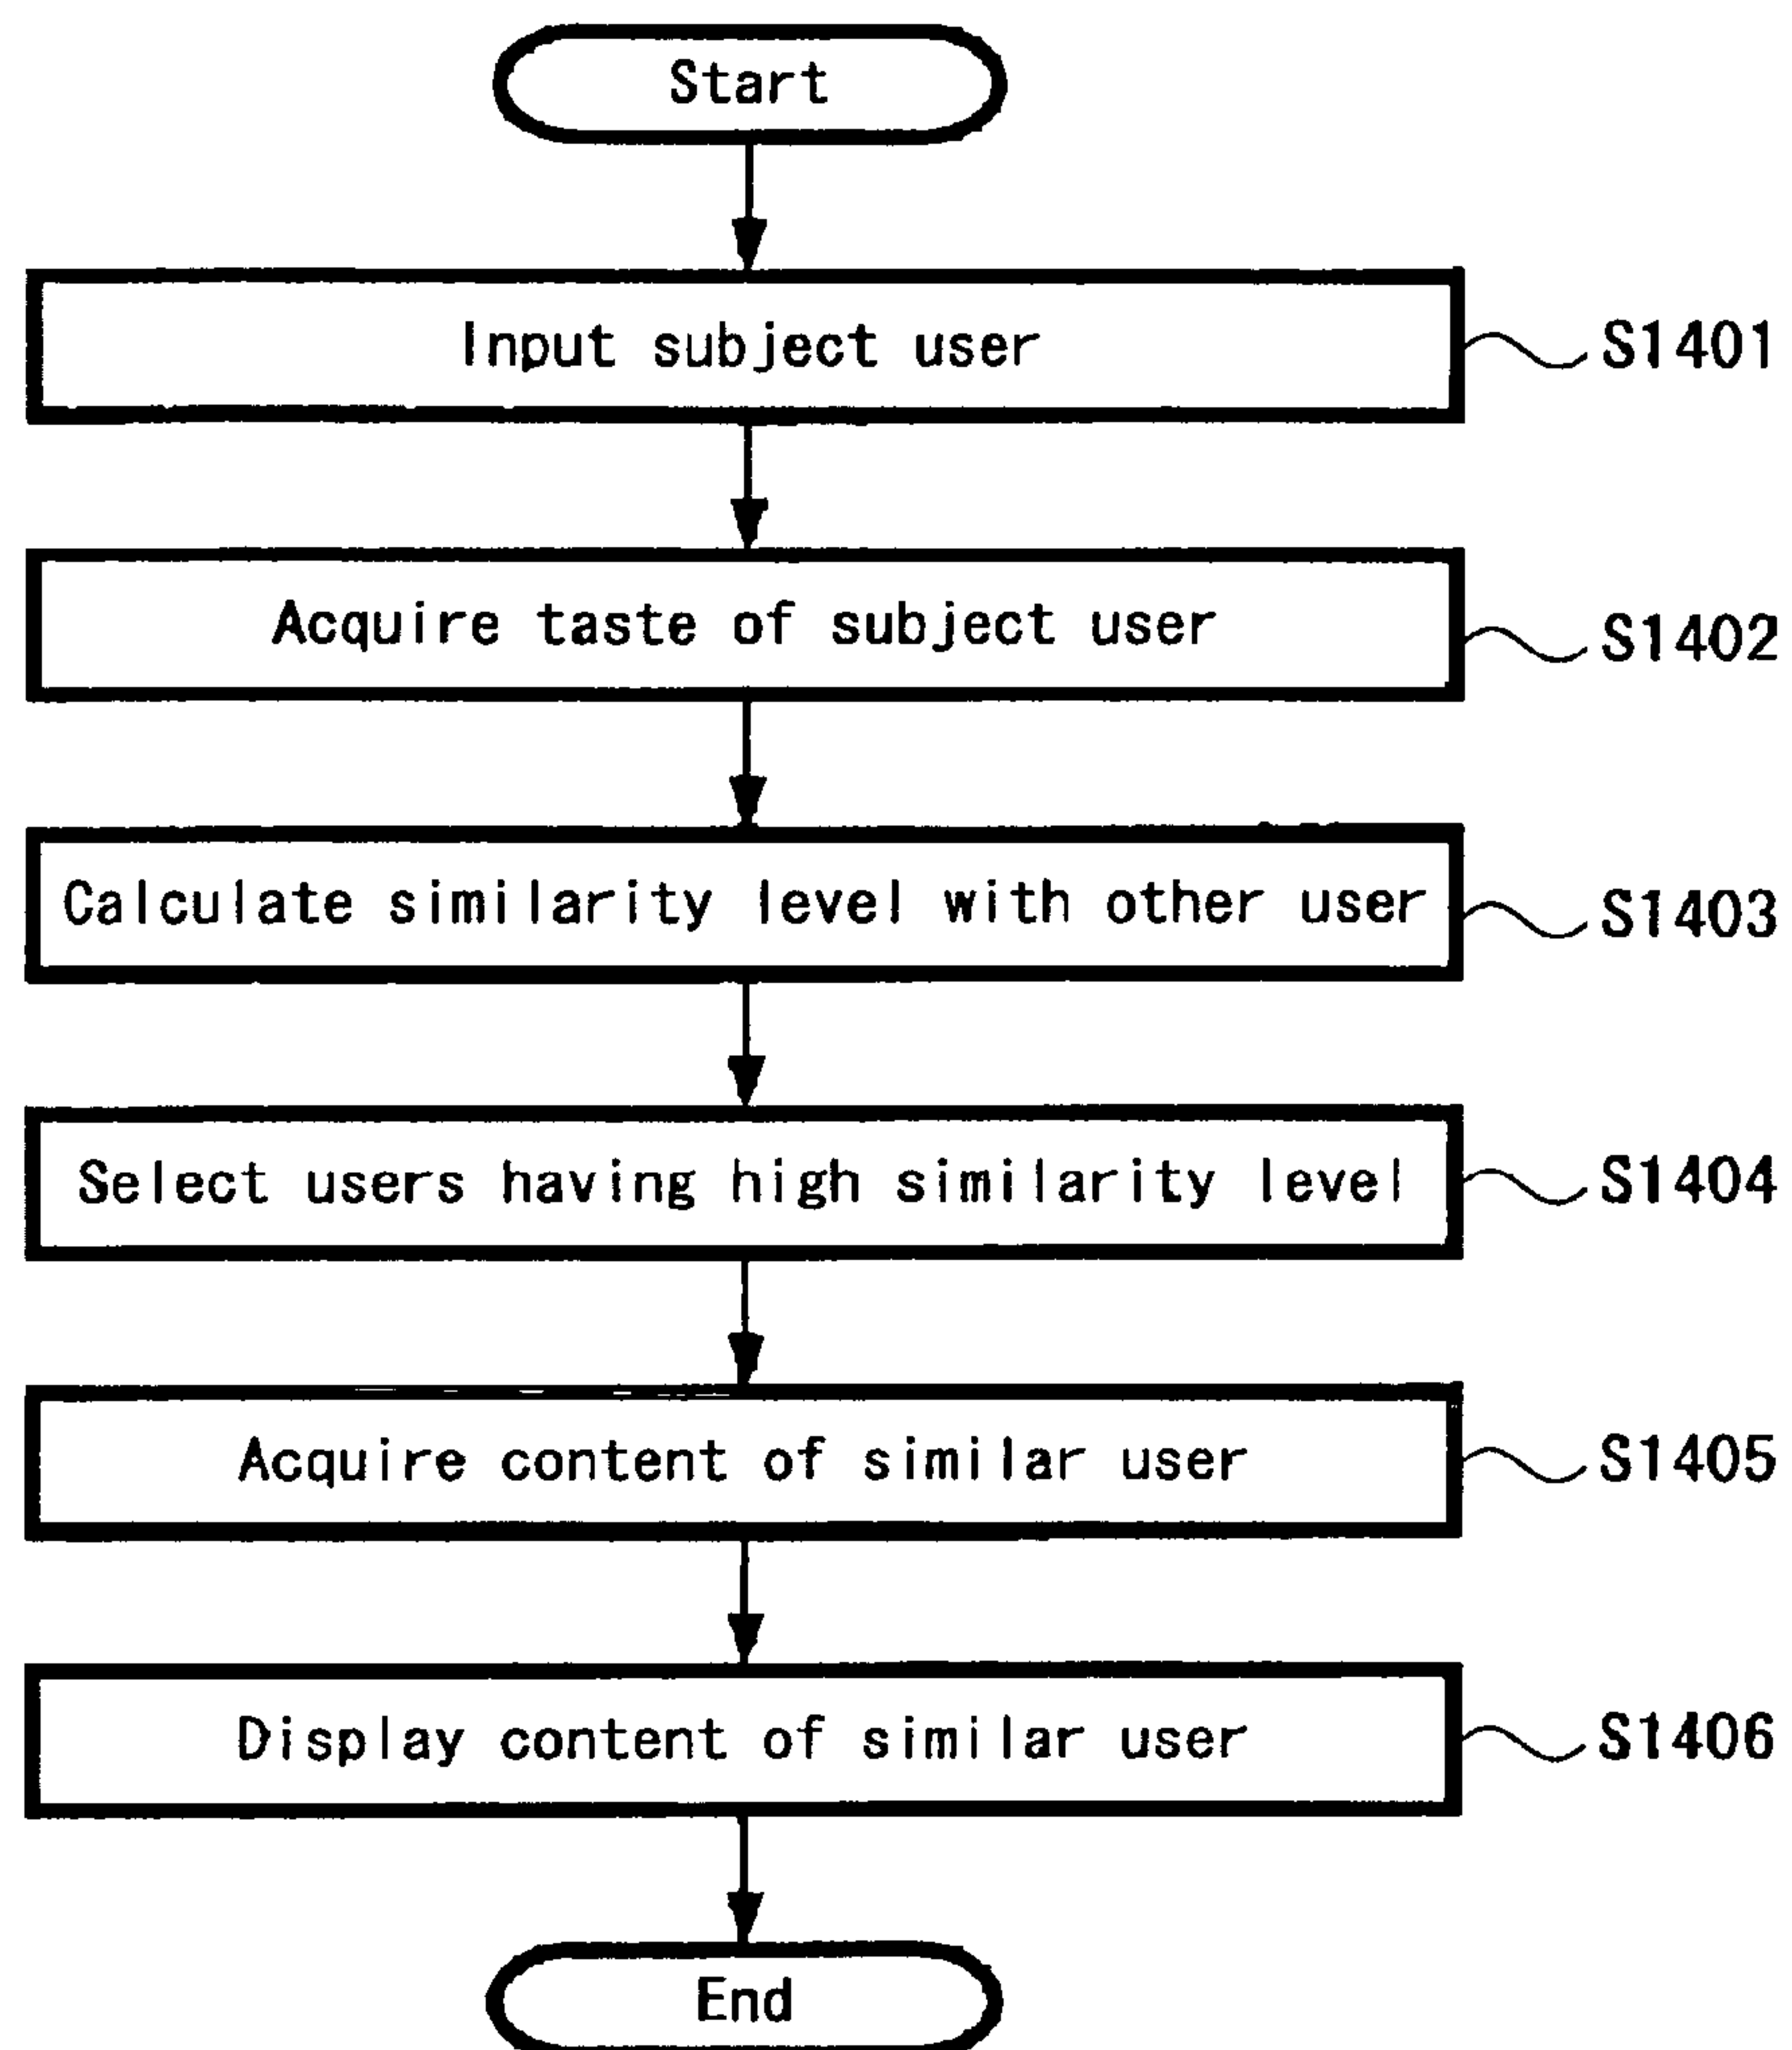 Start
Input subject user
S1401
Acquire taste of subject user
S1402
Calculate similarity level with other user
S1403
Select users having high similarity level
S1404
Acquire content of similar user
S1405
Display content of similar user
S1406
End